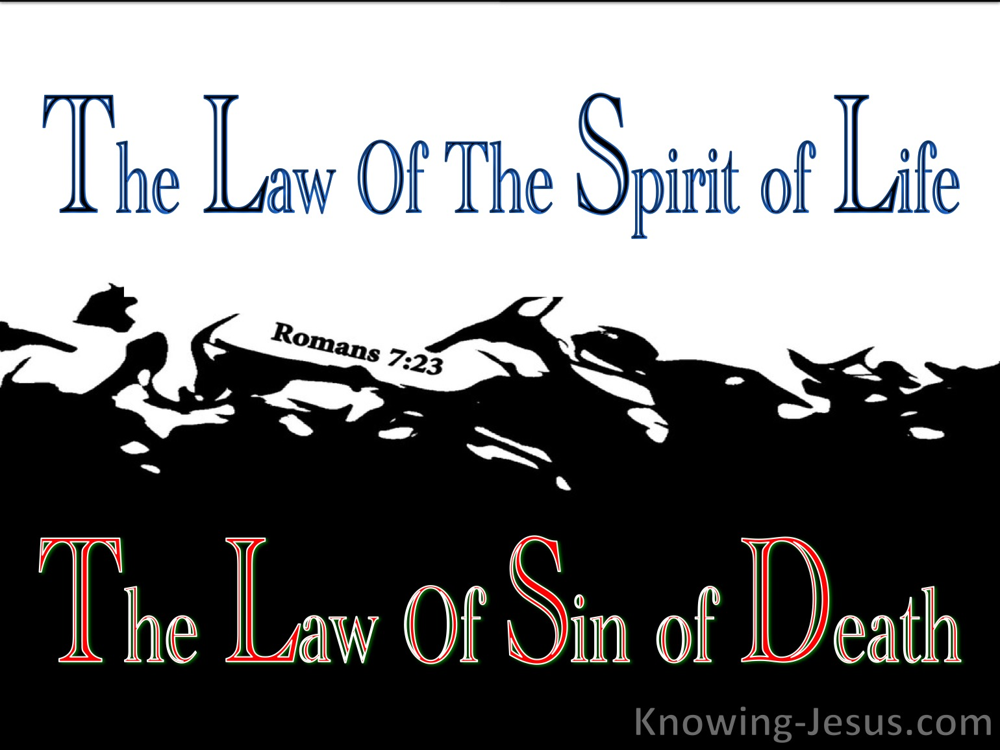 The Law Of The Spirit of Life
Romans 7:23
The Law Of Sin of Death
Knowing-Jesus.com